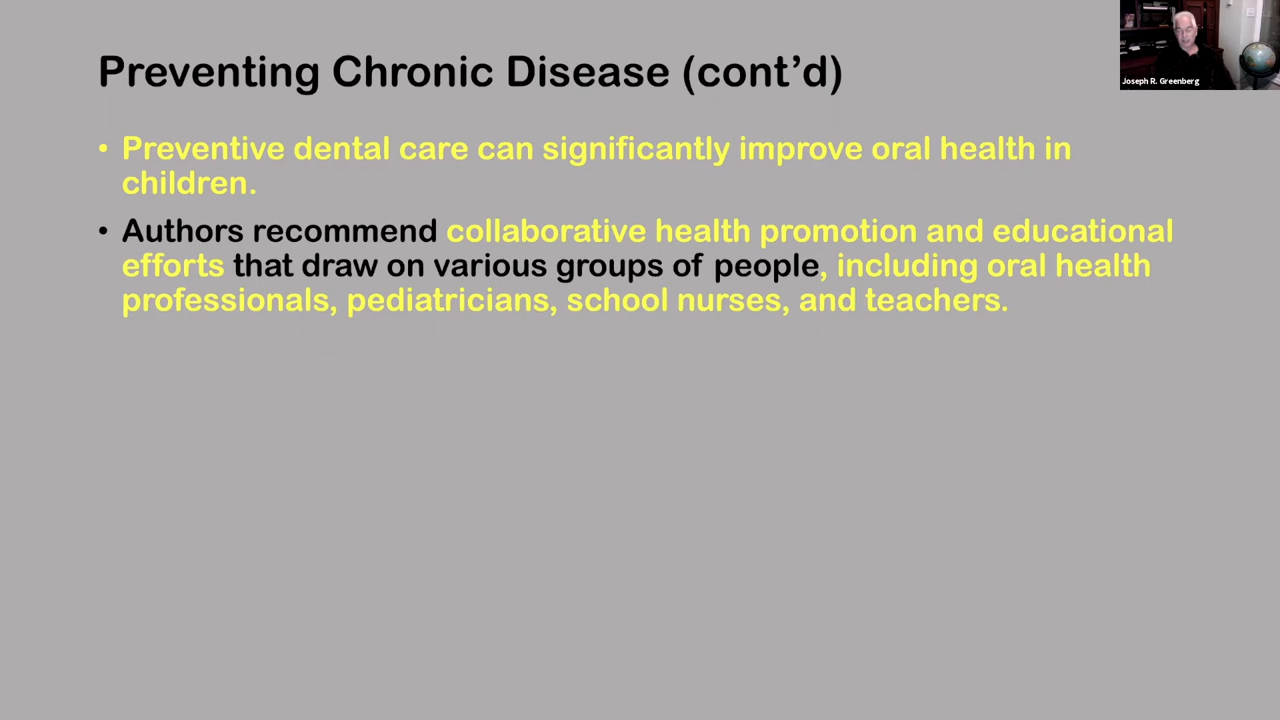 Preventing Chronic Disease (cont’d)
Joseph R. Greenberg
• Preventive dental care can significantly improve oral health in
children.
• Authors recommend collaborative health promotion and educational
efforts that draw on various groups of people, including oral health
professionals, pediatricians, school nurses, and teachers.